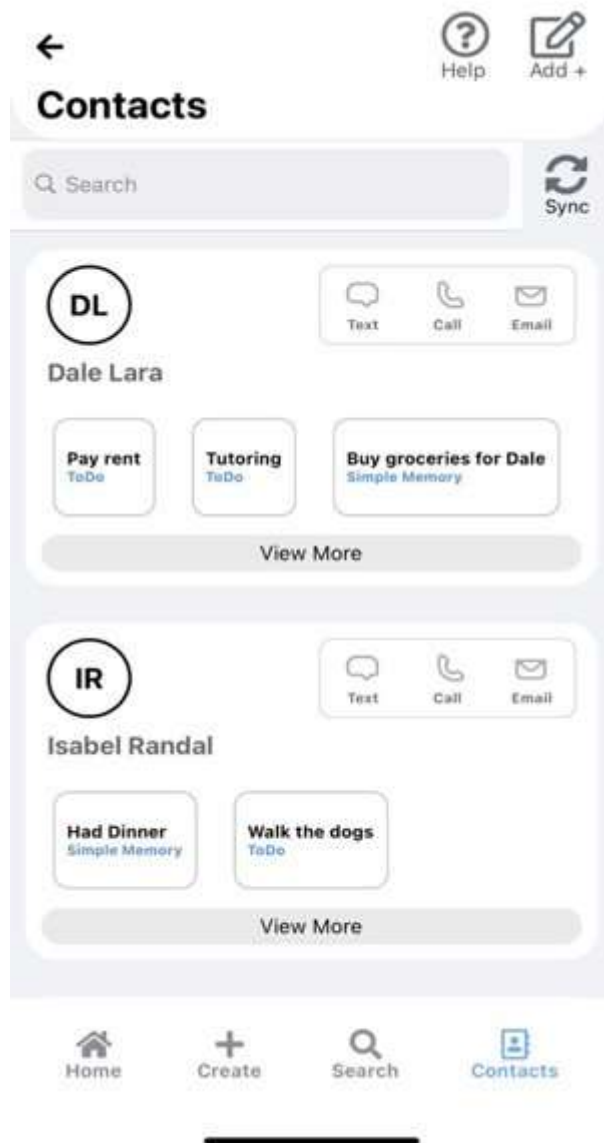 Help
Add +
Contacts
Search
Sync
DL
Text Call Email
Dale Lara
Pay rent
ToDo
Tutoring
ToDo
Buy groceries for Dale
Simple Memory
View More
IR
Text Call Email
Isabel Randal
Had Dinner
Simple Memory
Walk the dogs
ToDo
View More
Home Create Search Contacts